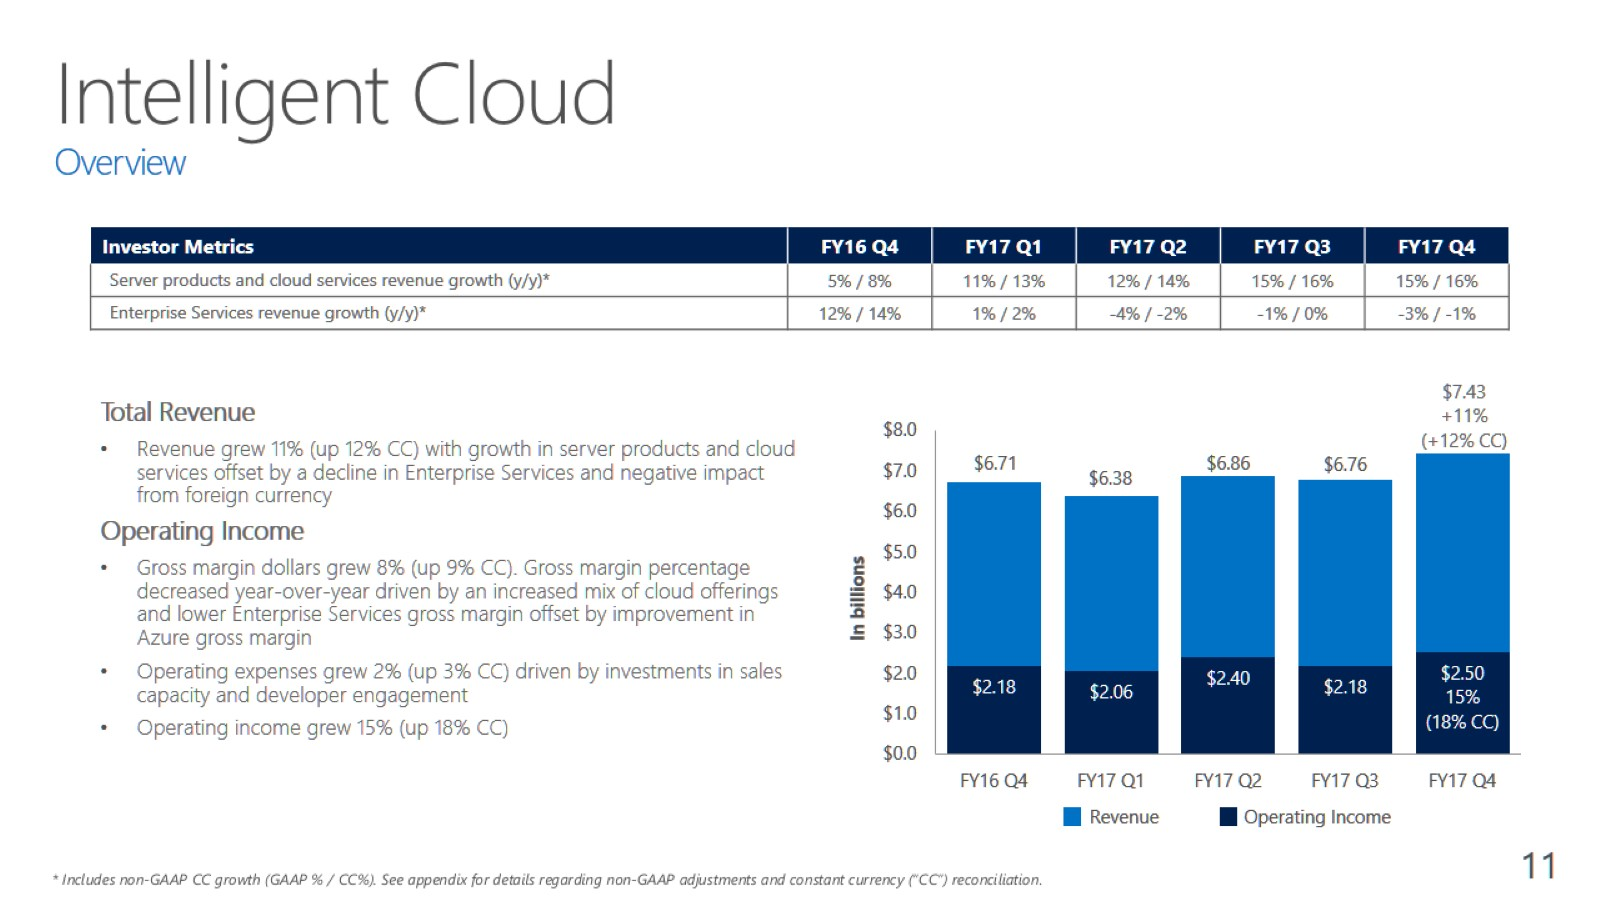 Intelligent Cloud
Overview
Investor Metrics FY16 Q4 FY17 Q1 FY17 Q2 FY17 Q3 FY17 Q4
Server products and cloud services revenue growth (y/y)* 5% / 8% 11% / 13% 12% / 14% 15% / 16% 15% / 16%
Enterprise Services revenue growth (y/y)* 12% / 14% 1% / 2% -4% / -2% -1% / 0% -3% / -1%
Total Revenue
• Revenue grew 11% (up 12% CC) with growth in server products and cloud
services offset by a decline in Enterprise Services and negative impact
from foreign currency
Operating Income
• Gross margin dollars grew 8% (up 9% CC). Gross margin percentage
decreased year-over-year driven by an increased mix of cloud offerings
and lower Enterprise Services gross margin offset by improvement in
Azure gross margin
• Operating expenses grew 2% (up 3% CC) driven by investments in sales
capacity and developer engagement
• Operating income grew 15% (up 18% CC)
In billions
$8.0
$7.0
$6.0
$5.0
$4.0
$3.0
$2.0
$1.0
$0.0
$6.71
$6.38
$6.86
$6.76
$7.43
+11%
(+12% CC)
$2.18
$2.06
$2.40
$2.18
$2.50
15%
(18% CC)
FY16 Q4 FY17 Q1 FY17 Q2 FY17 Q3 FY17 Q4
Revenue Operating Income
* Includes non-GAAP CC growth (GAAP % / CC%). See appendix for details regarding non-GAAP adjustments and constant currency ("CC") reconciliation.
11